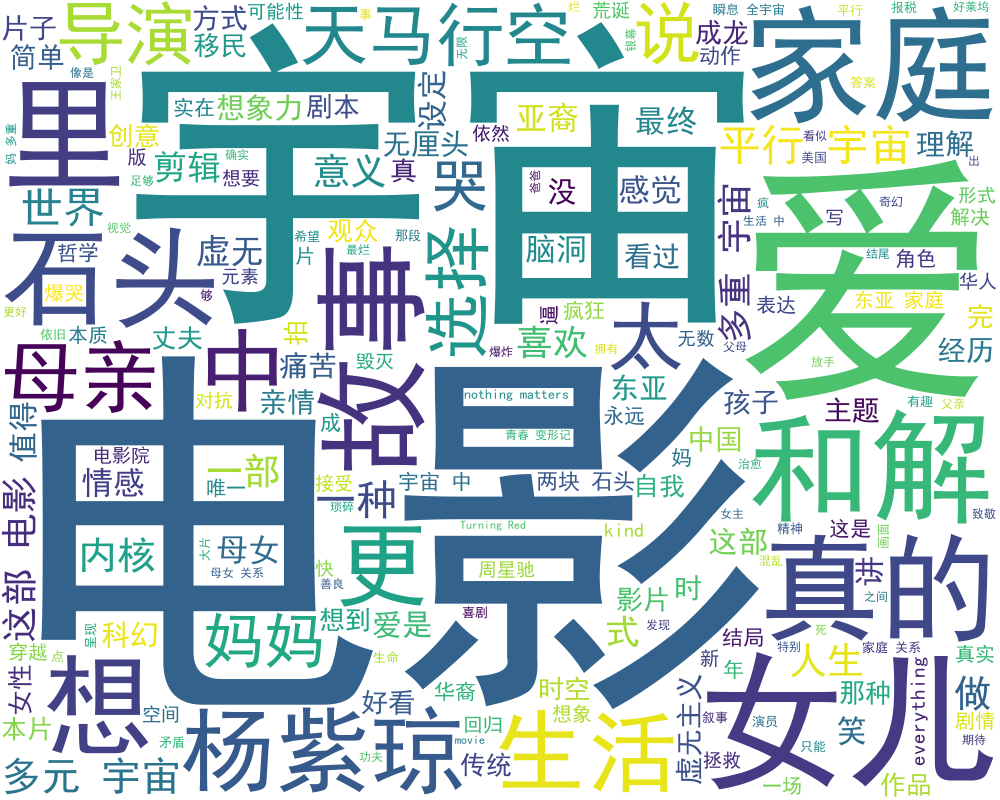 片子
导演
方式
移民
可能性
事
天马行空
无限
烂
荒诞
说
成龙
动作
瞬息
全宇宙
平行
报税
好莱坞
家庭
简单
像是
王家卫
宇宙
银幕
答案
里
妈 多重
创意
版
实在
想象力
剧本
设定
无厘头
依然
亚裔
最终
平行 宇宙
看似
美国
理解
出
足够
剪辑
确实
想要
意义
真
哭
爸爸
没
感觉
疯
生活 中
写
奇幻
形式
解决
世界
视觉
石头
哲学
虚无
元素
希望
片
观众
那段
选择
脑洞
看过
多重 宇宙
结尾
角色
华人
爱
爆哭
最烂
够
故事
逼
疯狂
表达
东亚 家庭
完
更好
依旧
本质
丈夫
拍
毁灭
喜欢
太
无数
父母
放手
经历
母亲
中
痛苦
爆炸
拥有
东亚
孩子
有趣
父亲
主题
对抗
亲情
成
电影
nothing matters
永远
青春 变形记
中国
和解
值得
电影院
情感
一部
唯一
接受
琐碎
一种
宇宙 中
两块 石头
妈
自我
治愈
致敬
这部 电影
内核
大片
母女
母女 关系
更
Turning Red
kind
女主
这部
精神
这是
画面
真的
混乱
讲
之间
快
善良
周星驰
影片
时
呈现
科幻
妈妈
想到
爱是
喜剧
式
发现
结局
死
特别
家庭 关系
穿越
点
生命
新
年
人生
真实
女性
想
好看
华裔
时空
想象
虚无主义
叙事
那种
女儿
everything
做
本片
空间
矛盾
杨紫琼
回归
movie
生活
演员
笑
剧情
期待
多元 宇宙
功夫
传统
拯救
只能
一场
作品